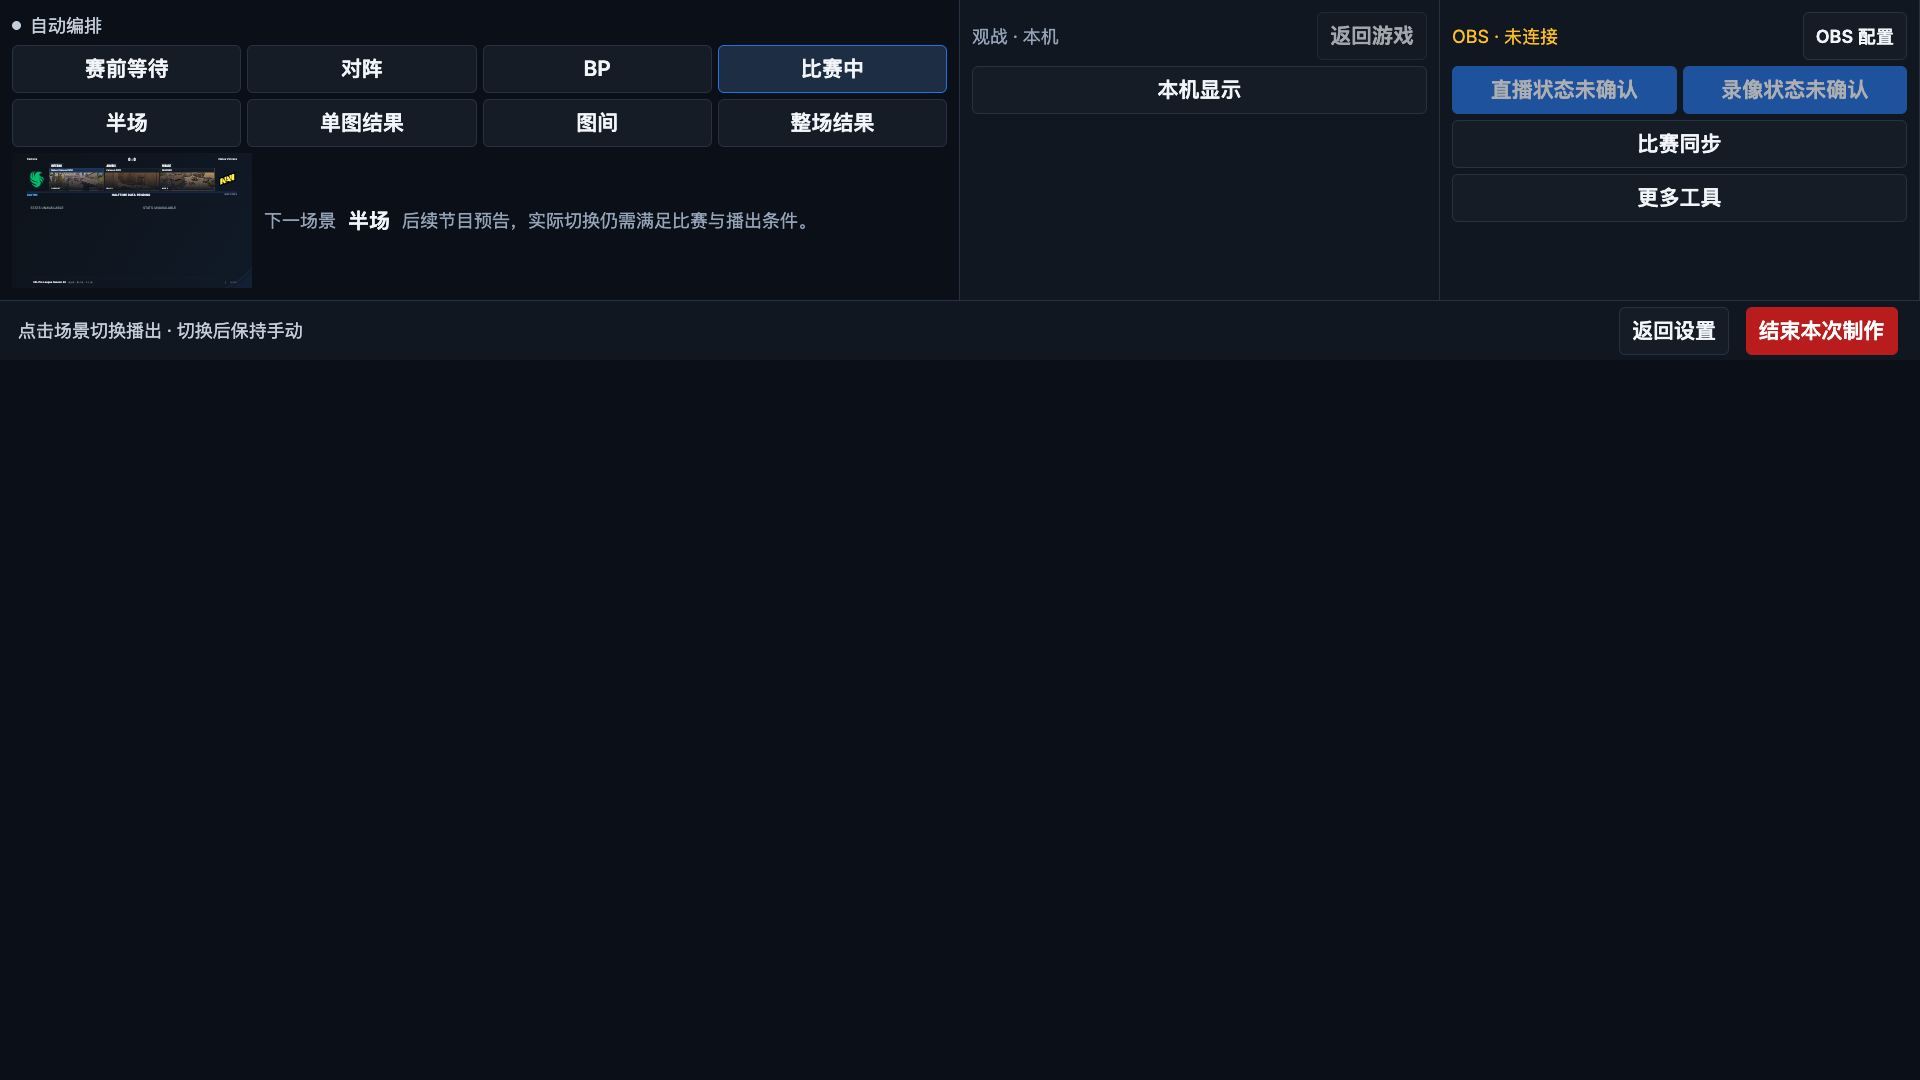 自动编排
赛前等待
对阵
BP
比赛中
半场
单图结果
图间
整场结果
下一场景 半场 后续节目预告，实际切换仍需满足比赛与播出条件。
观战 · 本机
返回游戏
本机显示
OBS · 未连接
OBS 配置
直播状态未确认
录像状态未确认
比赛同步
更多工具
点击场景切换播出 · 切换后保持手动
返回设置
结束本次制作